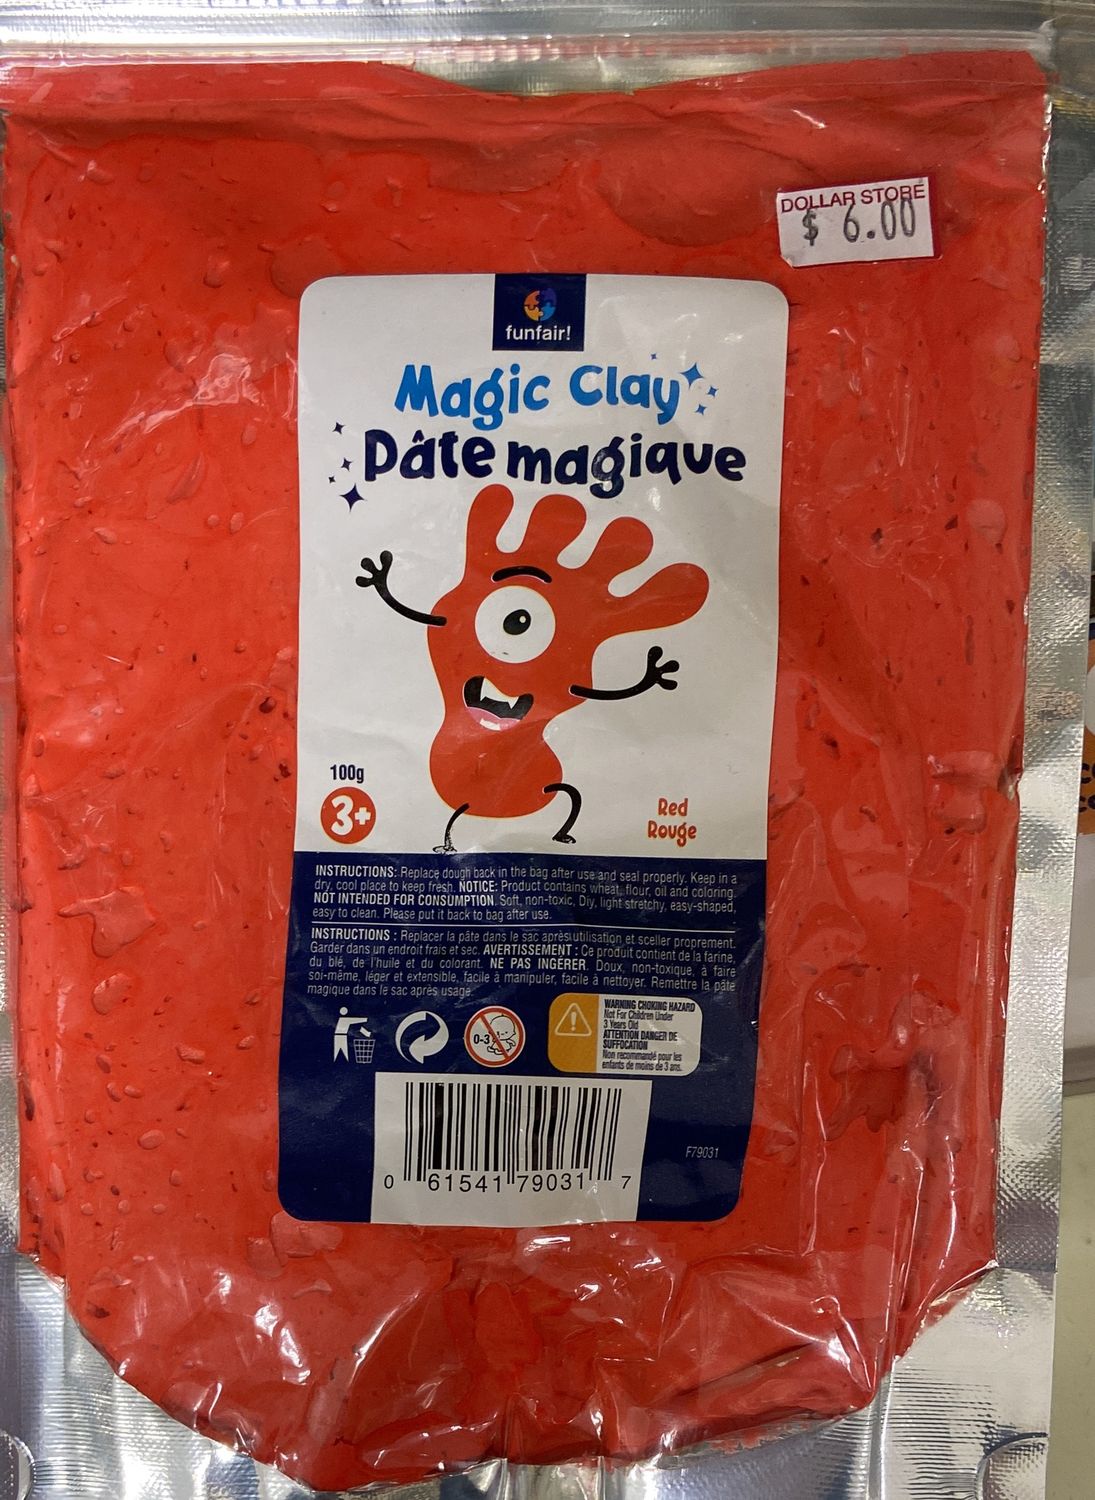 DOLLAR STORE
$ 6.00
funfair!
Magic Clay
Pâte magique
100g
3+
Red
Rouge
INSTRUCTIONS: Replace dough back in the bag after use and seal properly. Keep in a
dry, cool place to keep fresh. NOTICE: Product contains wheat, flour, oil and coloring.
NOT INTENDED FOR CONSUMPTION. Soft, non-toxic, Diy, light stretchy, easy-shaped,
easy to clean. Please put it back to bag after use.
INSTRUCTIONS : Replacer la pâte dans le sac après utilisation et sceller proprement.
Garder dans un endroit frais et sec. AVERTISSEMENT : Ce produit contient de la farine,
du blé, de l'huile et du colorant. NE PAS INGÉRER. Doux, non-toxique, à faire
soi-même, léger et extensible, facile à manipuler, facile à nettoyer. Remettre la pâte
magique dans le sac après usage.
0-3
WARNING CHOKING HAZARD
Not For Children Under
3 Years Old
ATTENTION DANGER DE
SUFFOCATION
Non recommandé pour les
enfants de moins de 3 ans.
F79031
0 61541 79031 7